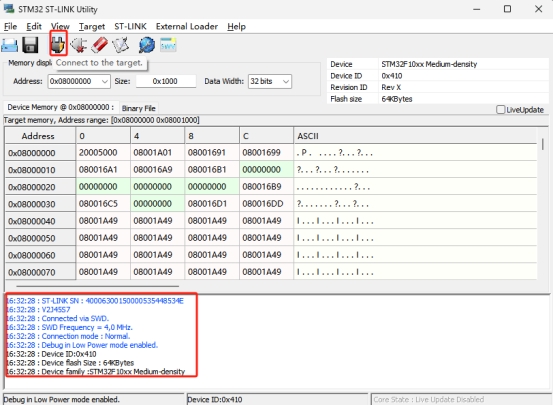 STM32 ST-LINK Utility
File Edit View Target ST-LINK External Loader Help
Connect to the target.
Memory displ
Address: 0x08000000 Size: 0x1000 Data Width: 32 bits
Device STM32F10xx Medium-density
Device ID 0x410
Revision ID Rev X
Flash size 64KBytes
LiveUpdate
Device Memory @ 0x08000000 : Binary File
Target memory, Address range: [0x08000000 0x08001000]
Address 0 4 8 C ASCII
0x08000000 20005000 08001A01 08001691 08001699 .P. ....?...?...
0x08000010 080016A1 080016A9 080016B1 00000000 ?...?...?.......
0x08000020 00000000 00000000 00000000 080016B9 ............?...
0x08000030 080016C5 00000000 080016D1 080016DD ?.......?...?...
0x08000040 08001A49 08001A49 08001A49 08001A49 I...I...I...I...
0x08000050 08001A49 08001A49 08001A49 08001A49 I...I...I...I...
0x08000060 08001A49 08001A49 08001A49 08001A49 I...I...I...I...
0x08000070 08001A49 08001A49 08001A49 08001A49 I...I...I...I...
16:32:28 : V2J45S7
16:32:28 : Connected via SWD.
16:32:28 : SWD Frequency = 4,0 MHz.
16:32:28 : Connection mode : Normal.
16:32:28 : Debug in Low Power mode enabled.
16:32:28 : Device ID:0x410
16:32:28 : Device flash Size : 64KBytes
16:32:28 : Device family :STM32F10xx Medium-density
Debug in Low Power mode enabled. Device ID:0x410 Core State : Live Update Disabled